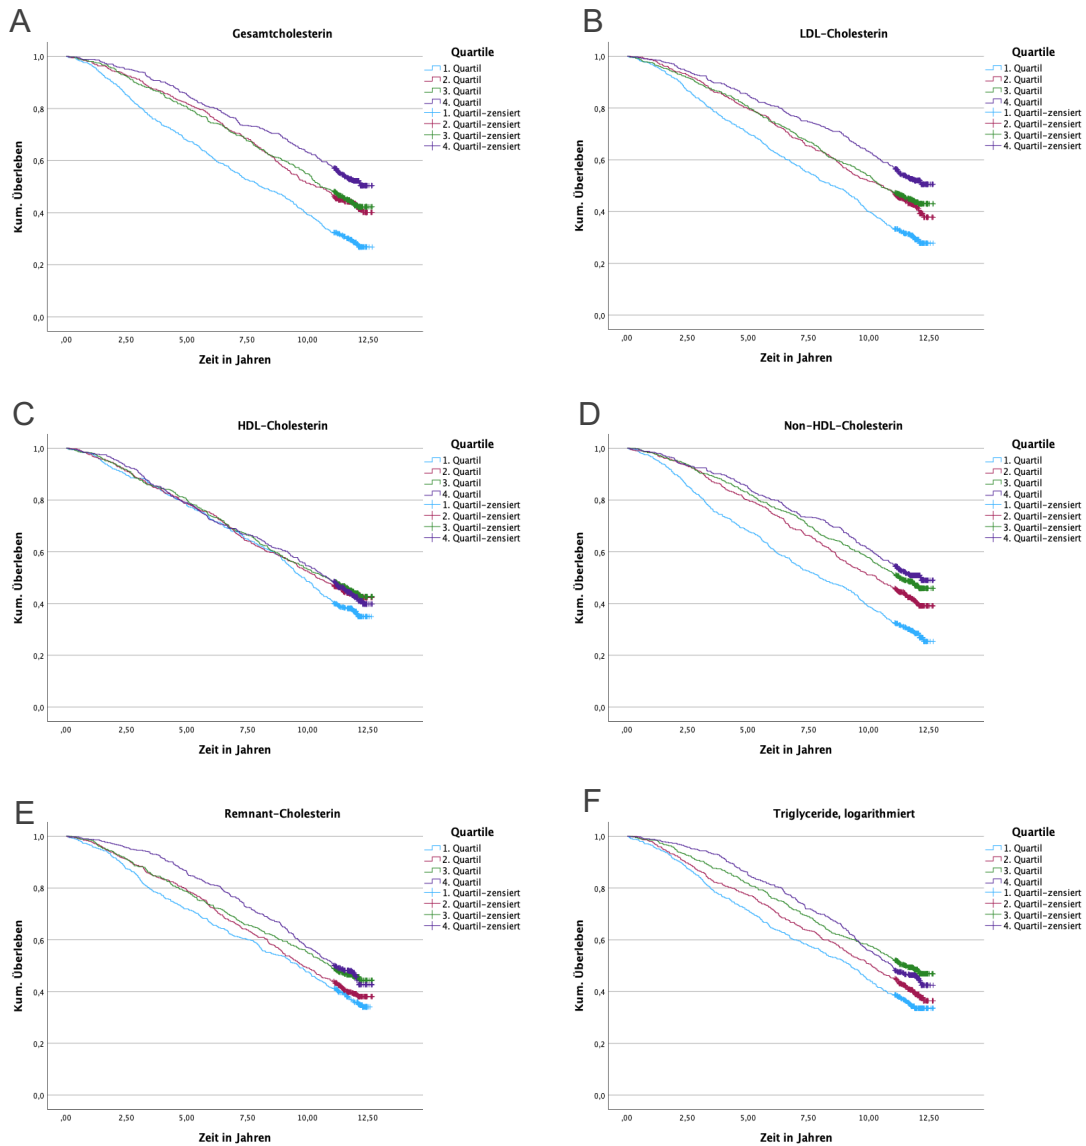 A
Gesamtcholesterin
Quartile
1. Quartil
2. Quartil
3. Quartil
4. Quartil
1. Quartil-zensiert
2. Quartil-zensiert
3. Quartil-zensiert
4. Quartil-zensiert
Kum. Überleben
1,0
0,8
0,6
0,4
0,2
0,0
,00 2,50 5,00 7,50 10,00 12,50
Zeit in Jahren
B
LDL-Cholesterin
Quartile
1. Quartil
2. Quartil
3. Quartil
4. Quartil
1. Quartil-zensiert
2. Quartil-zensiert
3. Quartil-zensiert
4. Quartil-zensiert
Kum. Überleben
1,0
0,8
0,6
0,4
0,2
0,0
,00 2,50 5,00 7,50 10,00 12,50
Zeit in Jahren
C
HDL-Cholesterin
Quartile
1. Quartil
2. Quartil
3. Quartil
4. Quartil
1. Quartil-zensiert
2. Quartil-zensiert
3. Quartil-zensiert
4. Quartil-zensiert
Kum. Überleben
1,0
0,8
0,6
0,4
0,2
0,0
,00 2,50 5,00 7,50 10,00 12,50
Zeit in Jahren
D
Non-HDL-Cholesterin
Quartile
1. Quartil
2. Quartil
3. Quartil
4. Quartil
1. Quartil-zensiert
2. Quartil-zensiert
3. Quartil-zensiert
4. Quartil-zensiert
Kum. Überleben
1,0
0,8
0,6
0,4
0,2
0,0
,00 2,50 5,00 7,50 10,00 12,50
Zeit in Jahren
E
Remnant-Cholesterin
Quartile
1. Quartil
2. Quartil
3. Quartil
4. Quartil
1. Quartil-zensiert
2. Quartil-zensiert
3. Quartil-zensiert
4. Quartil-zensiert
Kum. Überleben
1,0
0,8
0,6
0,4
0,2
0,0
,00 2,50 5,00 7,50 10,00 12,50
Zeit in Jahren
F
Triglyceride, logarithmiert
Quartile
1. Quartil
2. Quartil
3. Quartil
4. Quartil
1. Quartil-zensiert
2. Quartil-zensiert
3. Quartil-zensiert
4. Quartil-zensiert
Kum. Überleben
1,0
0,8
0,6
0,4
0,2
0,0
,00 2,50 5,00 7,50 10,00 12,50
Zeit in Jahren